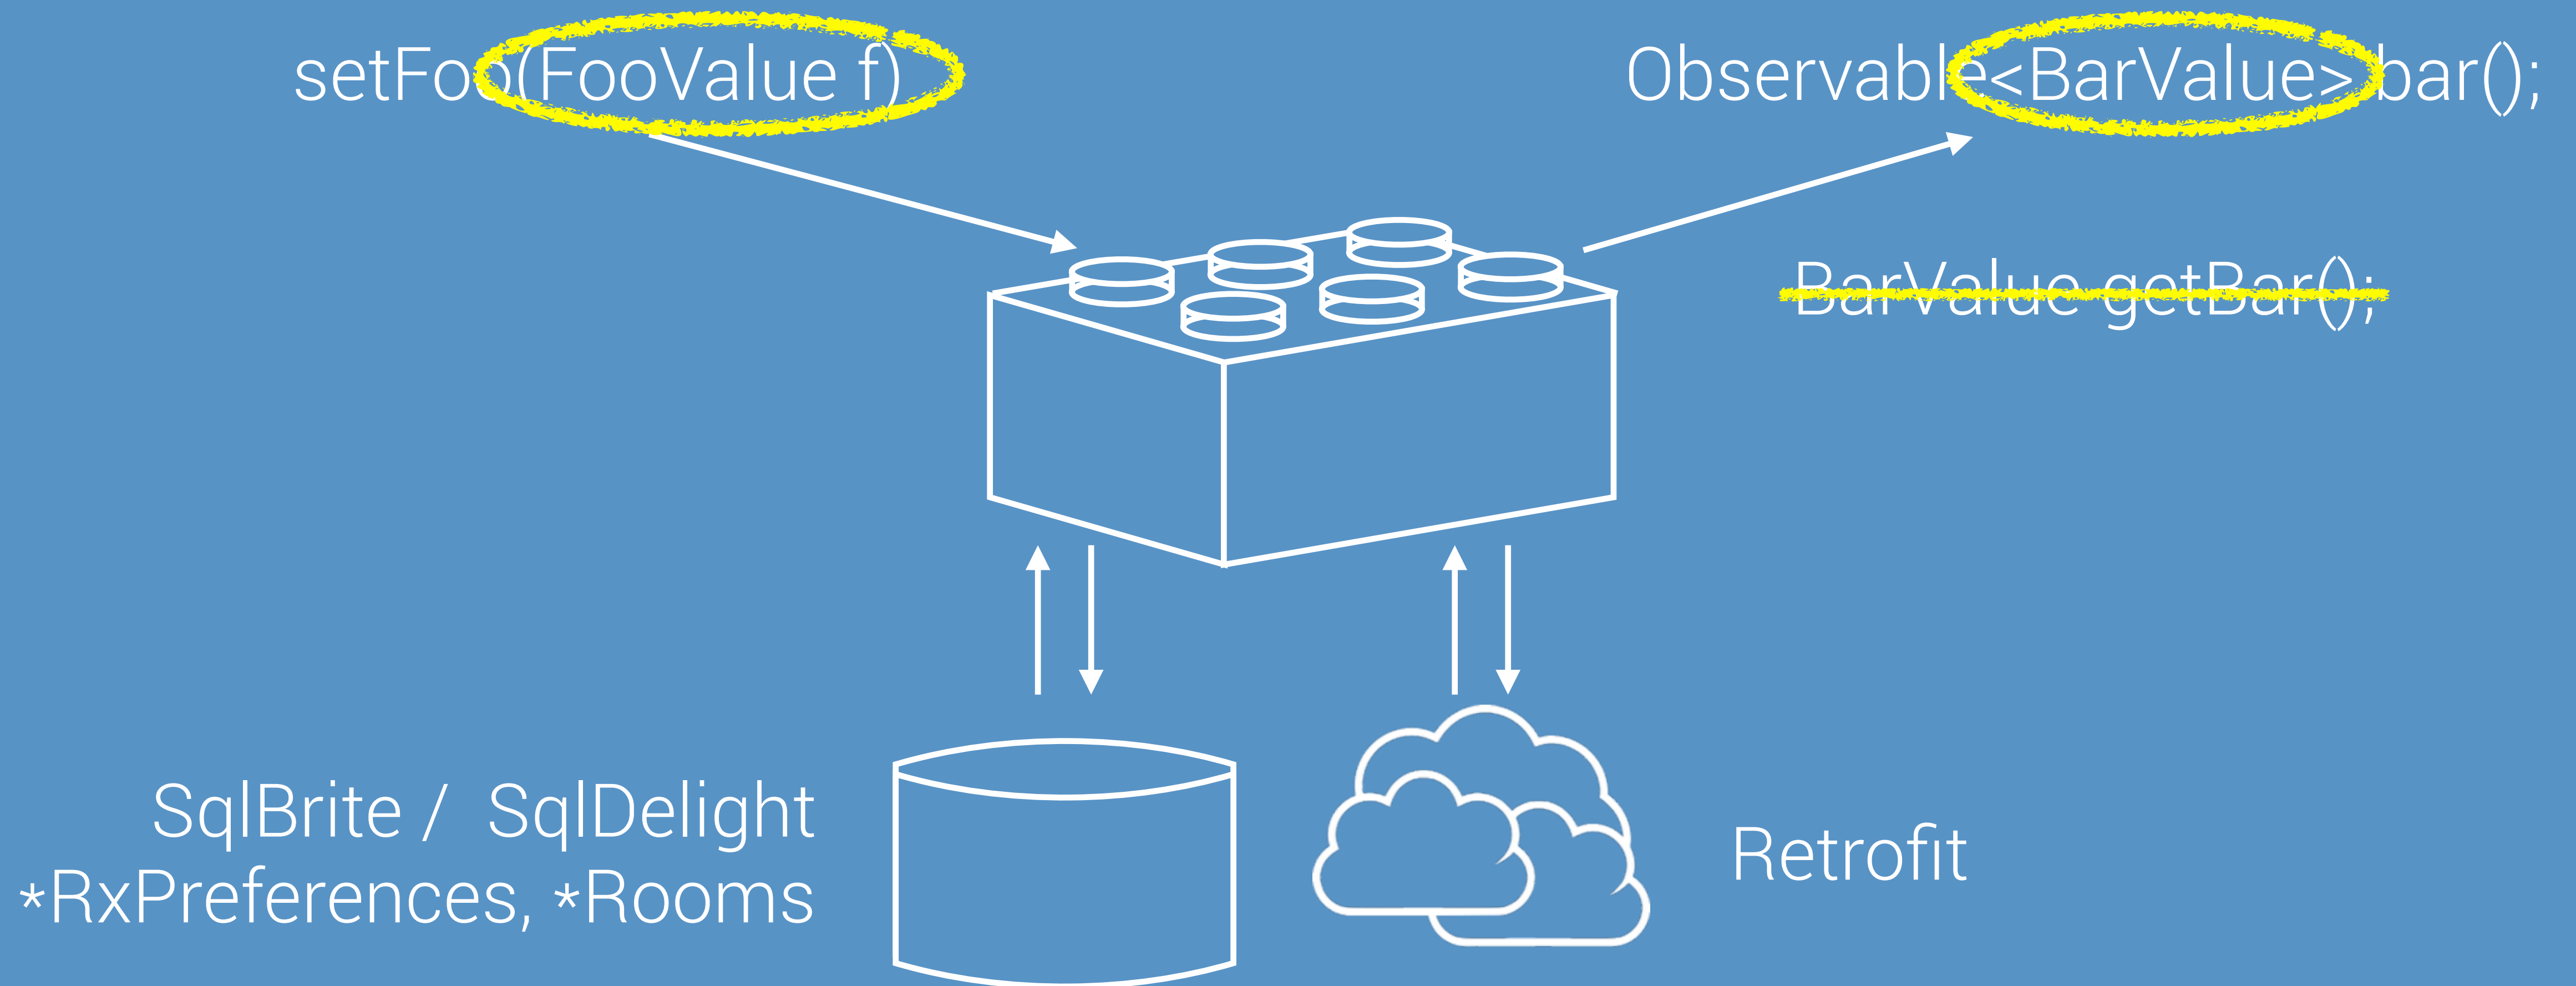 setFoo(FooValue f)
Observable<BarValue> bar();
BarValue getBar();
SqlBrite / SqlDelight
*RxPreferences, *Rooms
Retrofit